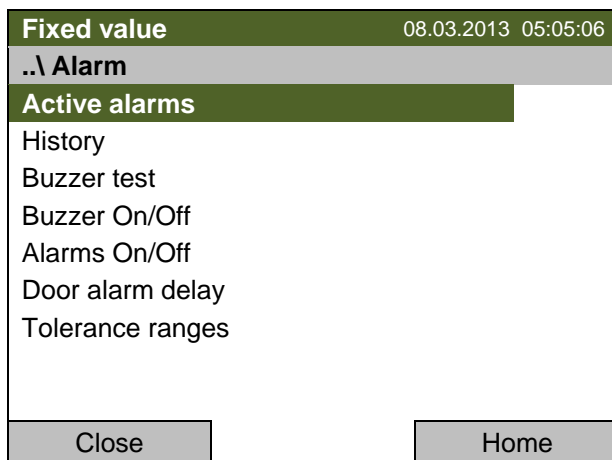 Fixed value 08.03.2013 05:05:06
..\ Alarm
Active alarms
History
Buzzer test
Buzzer On/Off
Alarms On/Off
Door alarm delay
Tolerance ranges
Close Home